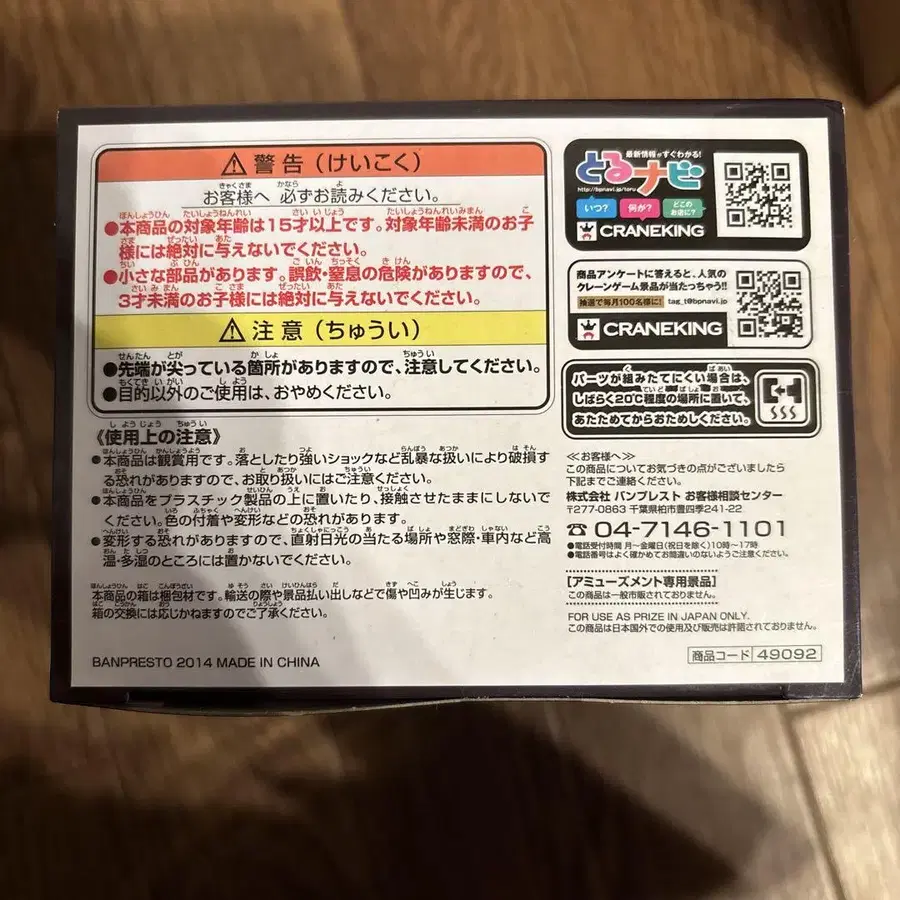 ⚠警告(けいこく)
お客様へ 必ずお読みください。
●本商品の対象年齢は15才以上です。対象年齢未満のお子
様には絶対に与えないでください。
●小さな部品があります。誤飲・窒息の危険がありますので、
3才未満のお子様には絶対に与えないでください。
⚠注意(ちゅうい)
●先端が尖っている箇所がありますので、注意してください。
●目的以外のご使用は、おやめください。
《使用上の注意》
●本商品は観賞用です。落としたり強いショックなど乱暴な扱いにより破損す
る恐れがありますので、お取り扱いにはご注意ください。
●本商品をプラスチック製品の上に置いたり、接触させたままにしないで
ください。色の付着や変形などの恐れがあります。
●変形する恐れがありますので、直射日光の当たる場所や窓際・車内など高
温・多湿のところには置かないでください。
本商品の箱は梱包材です。輸送の際や景品払い出しなどで傷や凹みが生じます。
箱の交換には応じかねますのでご了承ください。
BANPRESTO 2014 MADE IN CHINA
最新情報がすぐわかる!
とるナビ
http://bpnavi.jp/toru
いつ? 何が? どこのお店に?
CRANEKING
商品アンケートに答えると、人気の
クレーンゲーム景品が当たっちゃう!!
抽選で毎月100名様に! tag_t@bpnavi.jp
CRANEKING
パーツが組みたてにくい場合は、
しばらく20℃程度の場所に置いて、
あたためてからおためしください。
≪お客様へ≫
この商品についてお気づきの点がございましたら
下記までご連絡ください。
株式会社 バンプレスト お客様相談センター
〒277-0863 千葉県柏市豊四季241-22
☎04-7146-1101
●電話受付時間 月〜金曜日(祝日を除く)10時〜17時
●電話番号はよく確かめてお間違いのないようご注意ください。
[アミューズメント専用景品]
この商品は一般市販されておりません。
FOR USE AS PRIZE IN JAPAN ONLY.
この商品は日本国外での使用及び販売は許諾されておりません。
商品コード 49092